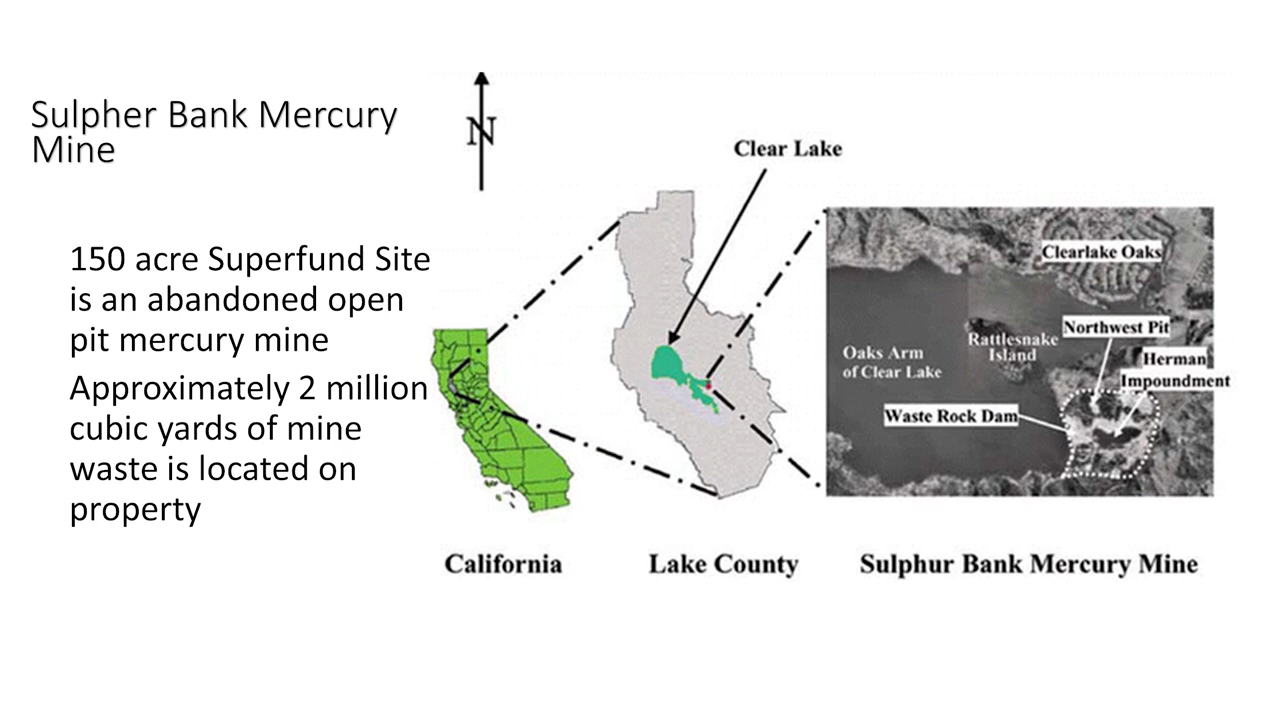 Sulpher Bank Mercury
Mine
150 acre Superfund Site
is an abandoned open
pit mercury mine
Approximately 2 million
cubic yards of mine
waste is located on
property
N
Clear Lake
Clearlake Oaks
Northwest Pit
Rattlesnake
Island
Herman
Impoundment
Oaks Arm
of Clear Lake
Waste Rock Dam
California
Lake County
Sulphur Bank Mercury Mine